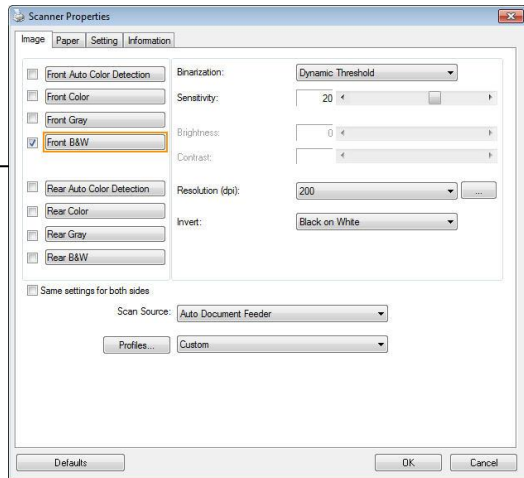 Scanner Properties
Image Paper Setting Information
Front Auto Color Detection
Front Color
Front Gray
Front B&W
Rear Auto Color Detection
Rear Color
Rear Gray
Rear B&W
Binarization: Dynamic Threshold
Sensitivity: 20
Brightness: 0
Contrast:
Resolution (dpi): 200 ...
Invert: Black on White
Same settings for both sides
Scan Source: Auto Document Feeder
Profiles... Custom
Defaults OK Cancel